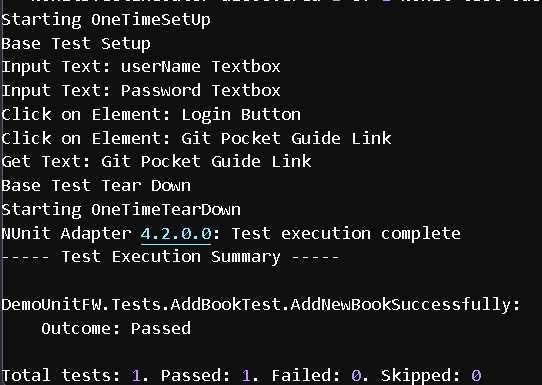 Starting OneTimeSetUp
Base Test Setup
Input Text: userName Textbox
Input Text: Password Textbox
Click on Element: Login Button
Click on Element: Git Pocket Guide Link
Get Text: Git Pocket Guide Link
Base Test Tear Down
Starting OneTimeTearDown
NUnit Adapter 4.2.0.0: Test execution complete
----- Test Execution Summary -----
DemoUnitFW.Tests.AddBookTest.AddNewBookSuccessfully:
Outcome: Passed
Total tests: 1. Passed: 1. Failed: 0. Skipped: 0